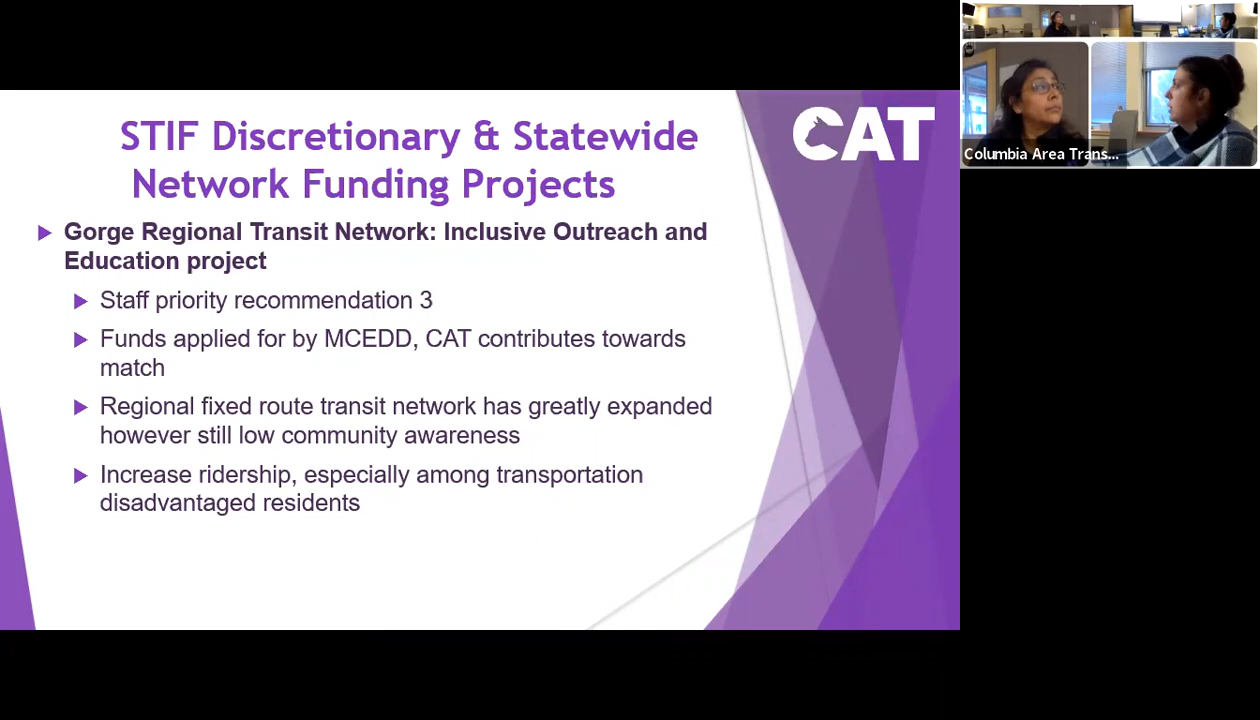 STIF Discretionary & Statewide
Network Funding Projects
CAT
Gorge Regional Transit Network: Inclusive Outreach and
Education project
Staff priority recommendation 3
Funds applied for by MCEDD, CAT contributes towards
match
Regional fixed route transit network has greatly expanded
however still low community awareness
Increase ridership, especially among transportation
disadvantaged residents
Columbia Area Trans...